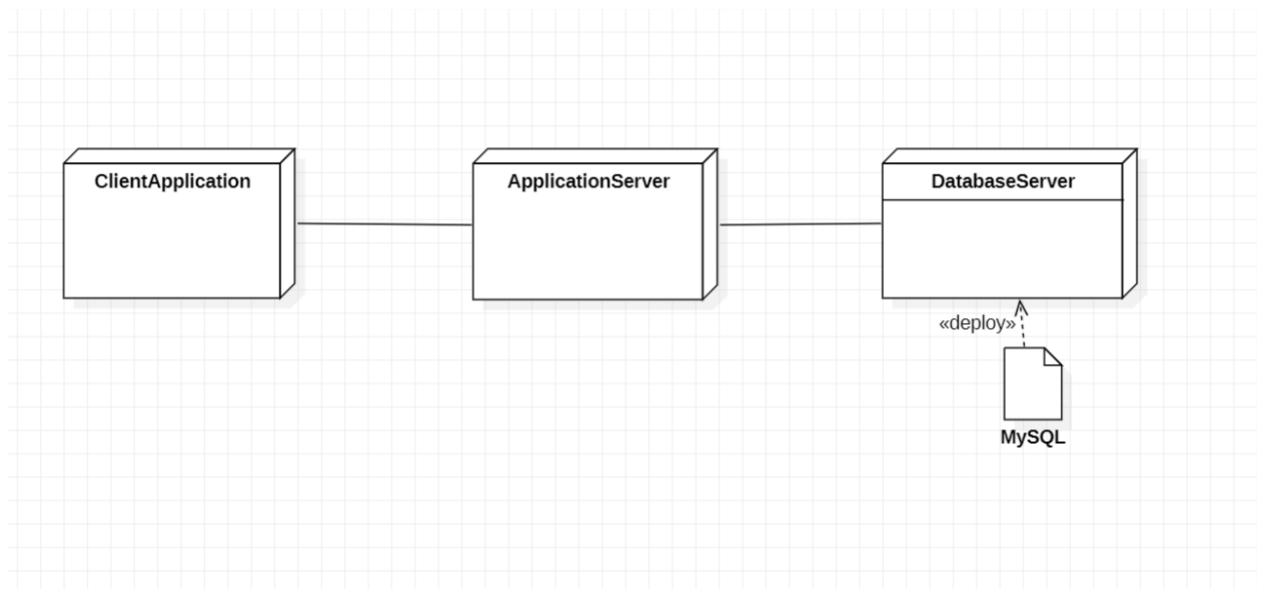 ClientApplication
ApplicationServer
DatabaseServer
«deploy»
MySQL